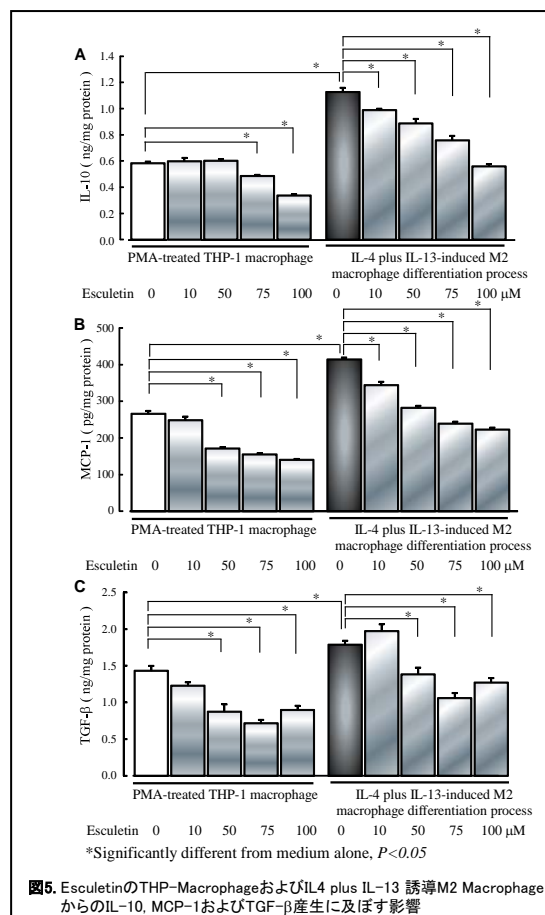 A
*
*
*
*
*
*
*
IL-10 ( ng/mg protein)
1.4
1.2
1.0
0.8
0.6
0.4
0.2
0.0
PMA-treated THP-1 macrophage
IL-4 plus IL-13-induced M2
macrophage differentiation process
Esculetin 0 10 50 75 100 0 10 50 75 100 μM
B
*
*
*
*
*
*
*
*
MCP-1 ( pg/mg protein)
500
400
300
200
100
0
PMA-treated THP-1 macrophage
IL-4 plus IL-13-induced M2
macrophage differentiation process
Esculetin 0 10 50 75 100 0 10 50 75 100 μM
C
*
*
*
*
*
*
*
TGF-β ( ng/mg protein)
2.0
1.5
1.0
0.5
0.0
PMA-treated THP-1 macrophage
IL-4 plus IL-13-induced M2
macrophage differentiation process
Esculetin 0 10 50 75 100 0 10 50 75 100 μM
*Significantly different from medium alone, P<0.05
図5. EsculetinのTHP-MacrophageおよびIL4 plus IL-13 誘導M2 Macrophage
からのIL-10, MCP-1およびTGF-β産生に及ぼす影響